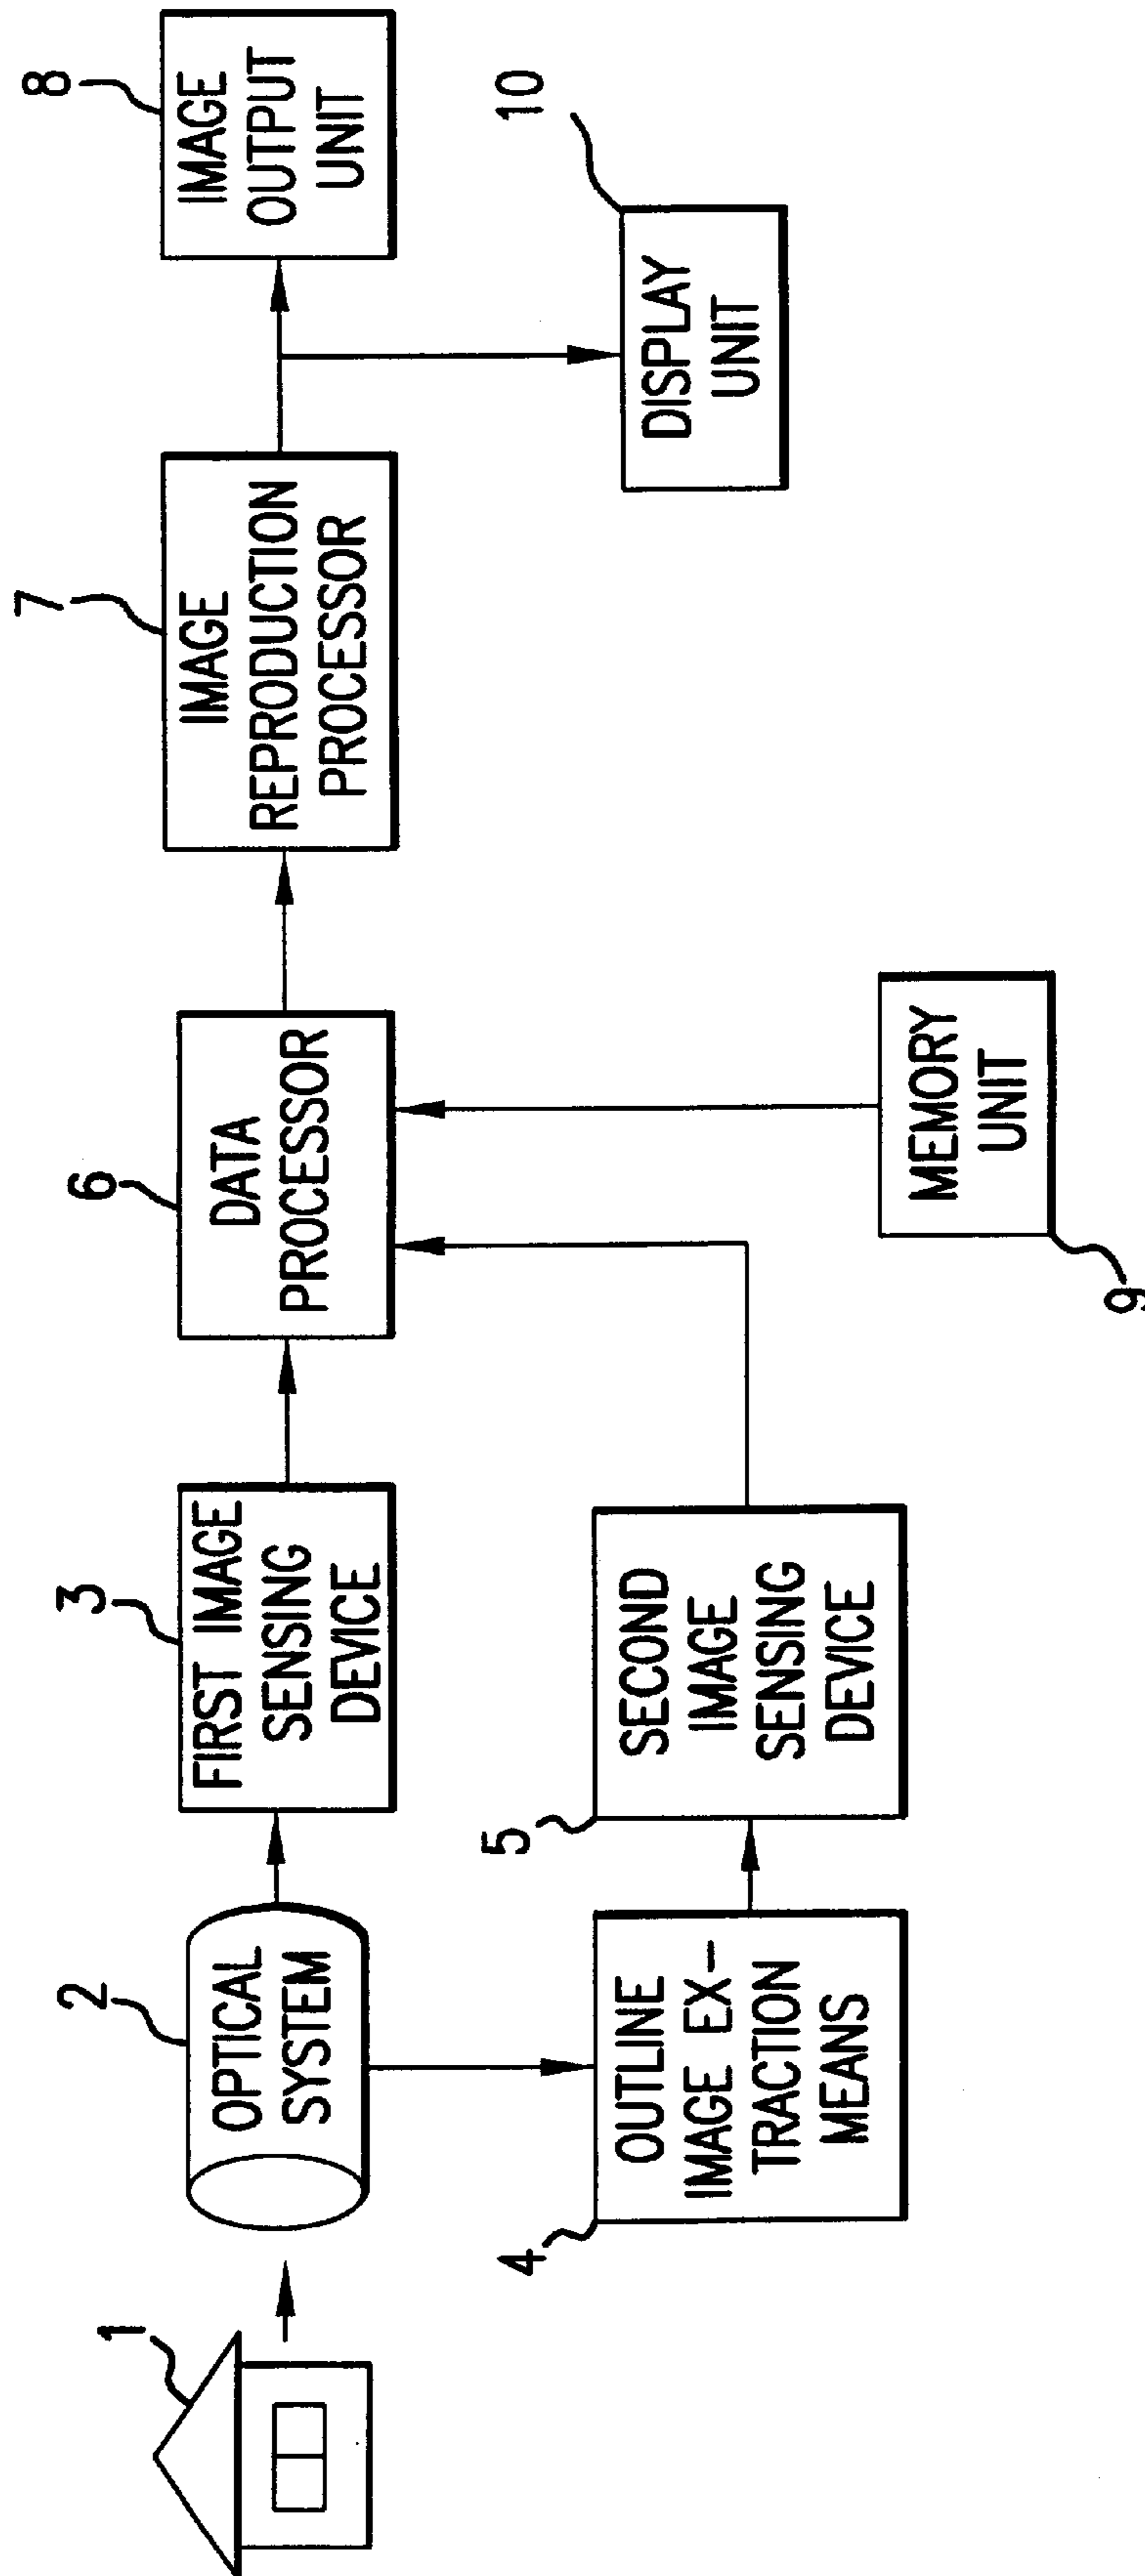 1
2
OPTICAL
SYSTEM
3
FIRST IMAGE
SENSING
DEVICE
6
DATA
PROCESSOR
7
IMAGE
REPRODUCTION
PROCESSOR
8
IMAGE
OUTPUT
UNIT
4
OUTLINE
IMAGE EX-
TRACTION
MEANS
5
SECOND
IMAGE
SENSING
DEVICE
9
MEMORY
UNIT
10
DISPLAY
UNIT